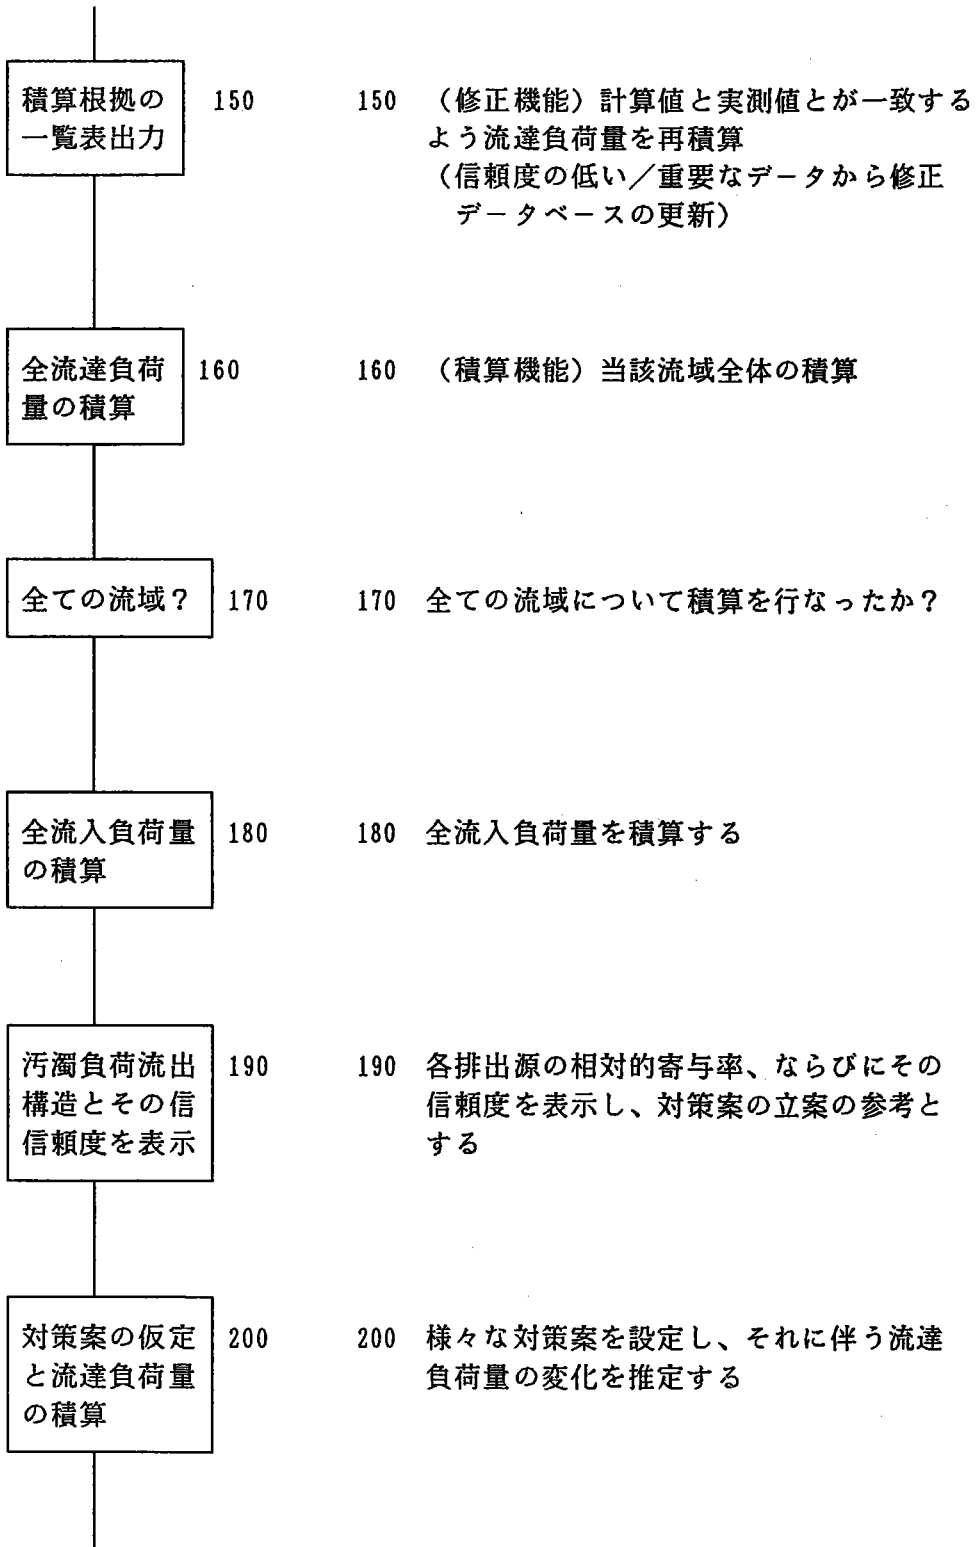 積算根拠の
一覧表出力
150
150 （修正機能）計算値と実測値とが一致する
よう流達負荷量を再積算
（信頼度の低い／重要なデータから修正
データベースの更新）
全流達負荷
量の積算
160
160 （積算機能）当該流域全体の積算
全ての流域？
170
170 全ての流域について積算を行なったか？
全流入負荷量
の積算
180
180 全流入負荷量を積算する
汚濁負荷流出
構造とその信
信頼度を表示
190
190 各排出源の相対的寄与率、ならびにその
信頼度を表示し、対策案の立案の参考と
する
対策案の仮定
と流達負荷量
の積算
200
200 様々な対策案を設定し、それに伴う流達
負荷量の変化を推定する